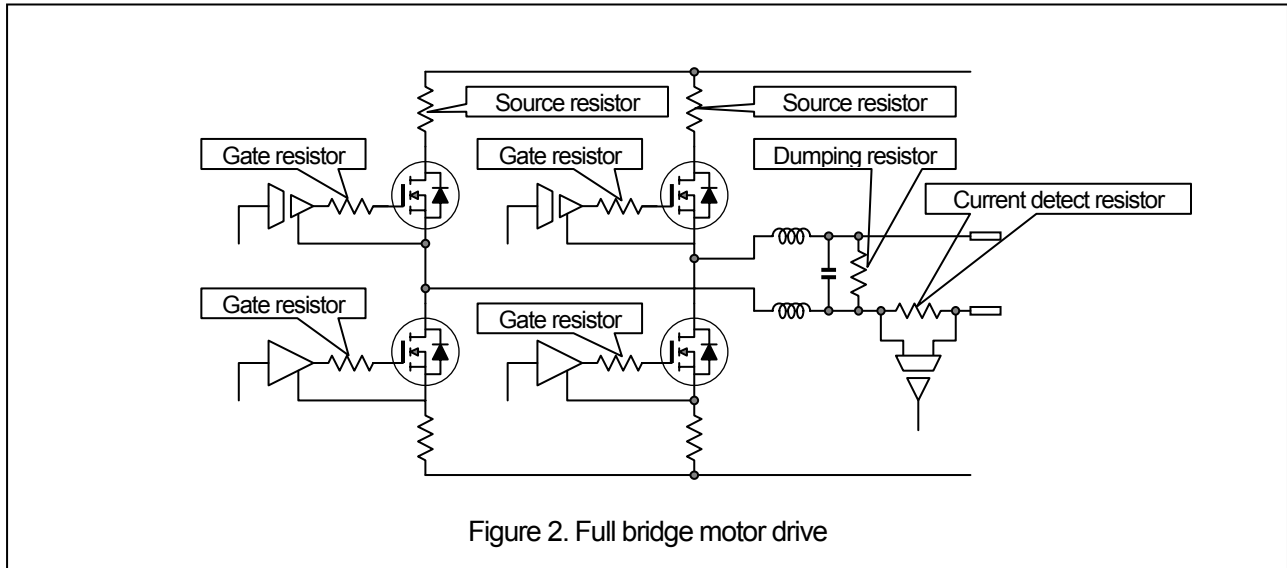 Source resistor
Source resistor
Gate resistor
Gate resistor
Dumping resistor
Current detect resistor
Gate resistor
Gate resistor
Figure 2. Full bridge motor drive